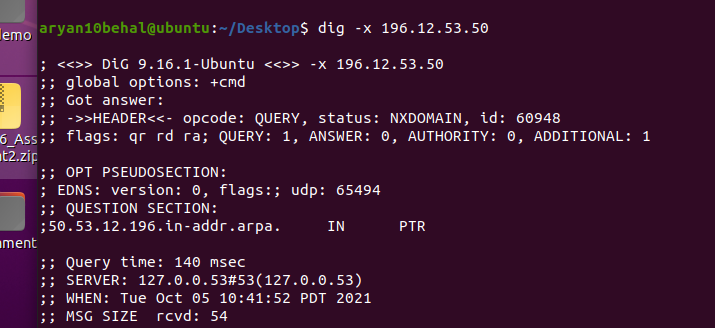 aryan10behal@ubuntu:~/Desktop$ dig -x 196.12.53.50
; <<>> DiG 9.16.1-Ubuntu <<>> -x 196.12.53.50
;; global options: +cmd
;; Got answer:
;; ->>HEADER<<- opcode: QUERY, status: NXDOMAIN, id: 60948
;; flags: qr rd ra; QUERY: 1, ANSWER: 0, AUTHORITY: 0, ADDITIONAL: 1
;; OPT PSEUDOSECTION:
; EDNS: version: 0, flags:; udp: 65494
;; QUESTION SECTION:
;50.53.12.196.in-addr.arpa.	IN	PTR
;; Query time: 140 msec
;; SERVER: 127.0.0.53#53(127.0.0.53)
;; WHEN: Tue Oct 05 10:41:52 PDT 2021
;; MSG SIZE  rcvd: 54
emo
6_Ass
t2.zip
ment